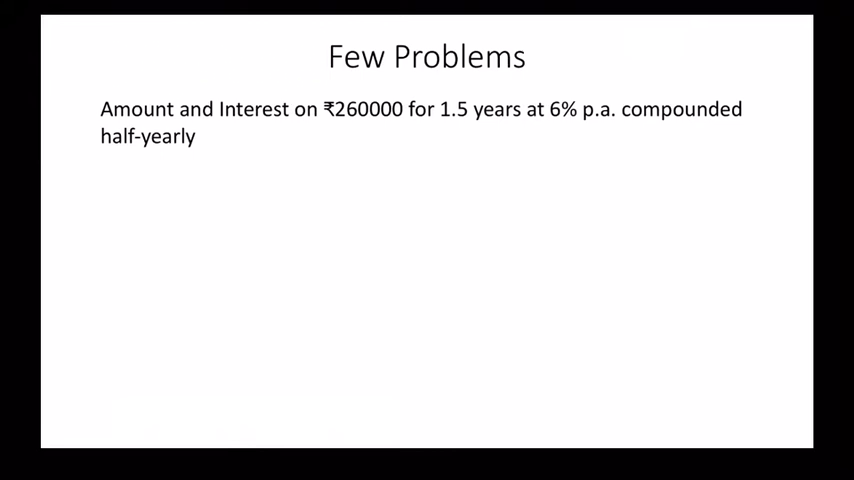 Few Problems
Amount and Interest on ₹260000 for 1.5 years at 6% p.a. compounded
half-yearly